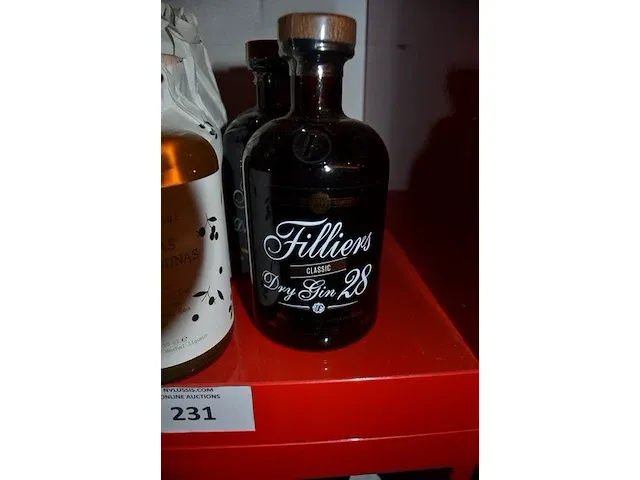 Filliers
CLASSIC
Dry Gin 28
NVLUSSIS.COM
ONLINE AUCTIONS
231